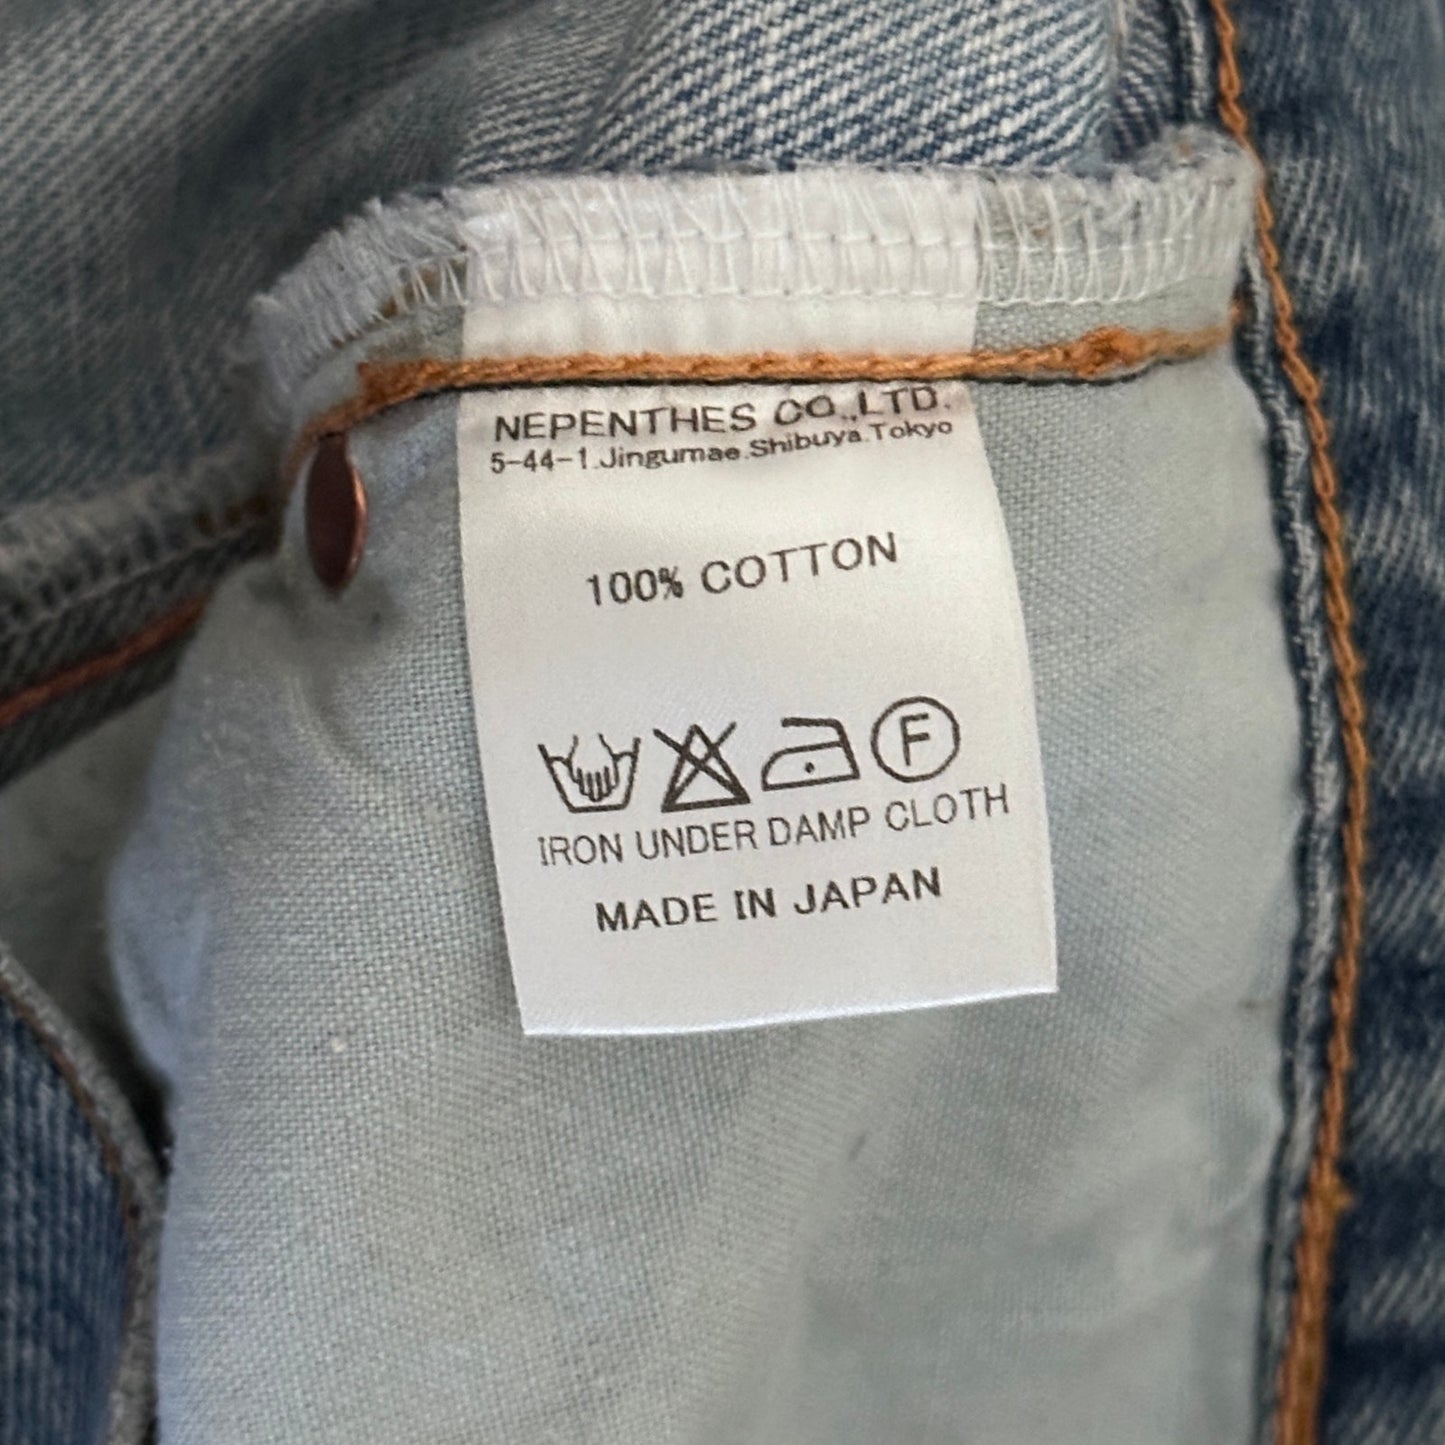 NEPENTHES CO.,LTD.
5-44-1.Jingumae.Shibuya.Tokyo
100% COTTON
F
IRON UNDER DAMP CLOTH
MADE IN JAPAN